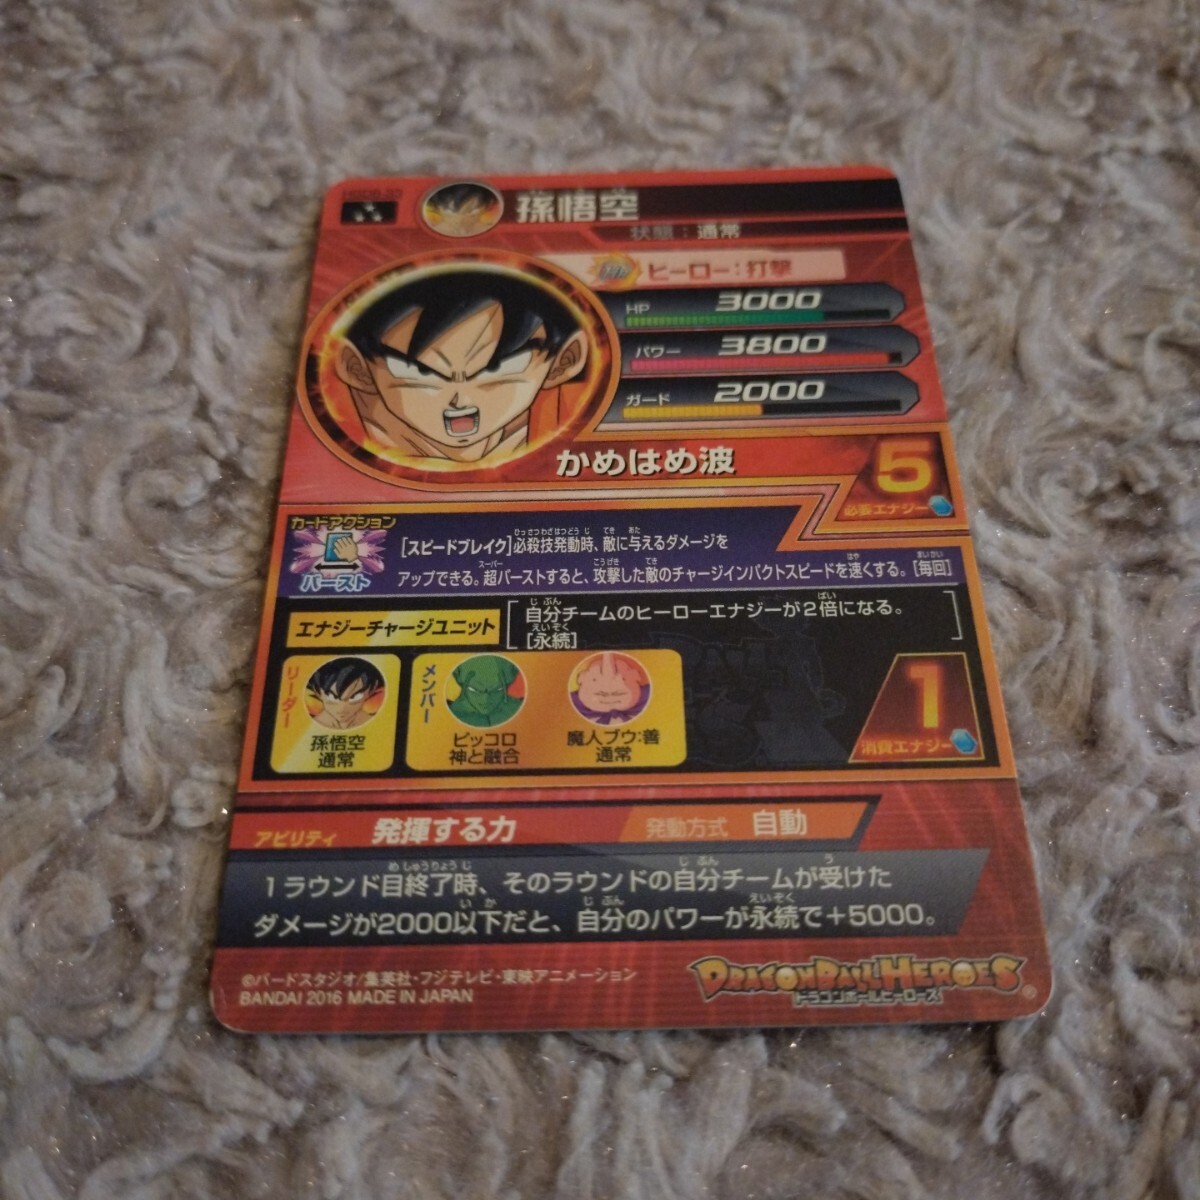 孫悟空
状態：通常
ヒーロー：打撃
HP 3000
パワー 3800
ガード 2000
かめはめ波
5
必要エナジー
カードアクション
バースト
[スピードブレイク]必殺技発動時、敵に与えるダメージを
アップできる。超バーストすると、攻撃した敵のチャージインパクトスピードを速くする。[毎回]
エナジーチャージユニット
自分チームのヒーローエナジーが2倍になる。
[永続]
リーダー
孫悟空
通常
メンバー
ピッコロ
神と融合
魔人ブウ:善
通常
1
消費エナジー
アビリティ 発揮する力 発動方式 自動
1ラウンド目終了時、そのラウンドの自分チームが受けた
ダメージが2000以下だと、自分のパワーが永続で+5000。
©バードスタジオ/集英社・フジテレビ・東映アニメーション
BANDAI 2016 MADE IN JAPAN
DRAGONBALL HEROES
ドラゴンボールヒーローズ